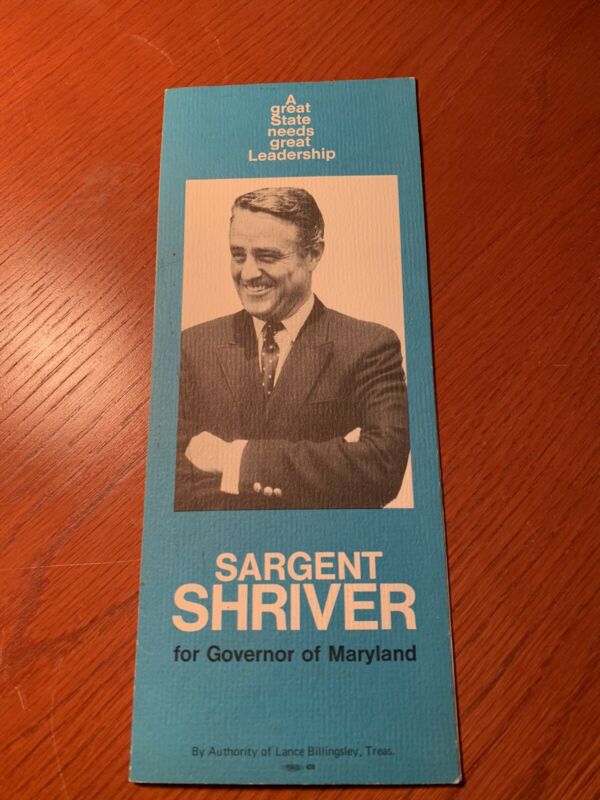 A
great
State
needs
great
Leadership
SARGENT
SHRIVER
for Governor of Maryland
By Authority of Lance Billingsley, Treas.